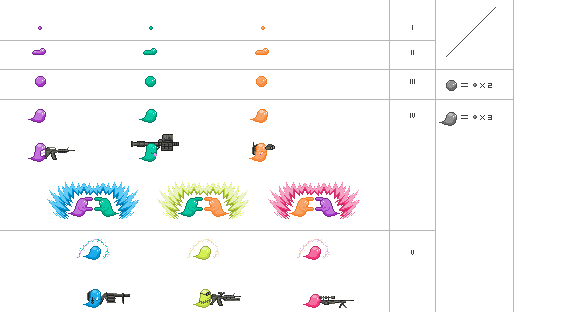 I
II
III
= • x 2
IV
= • x 3
V